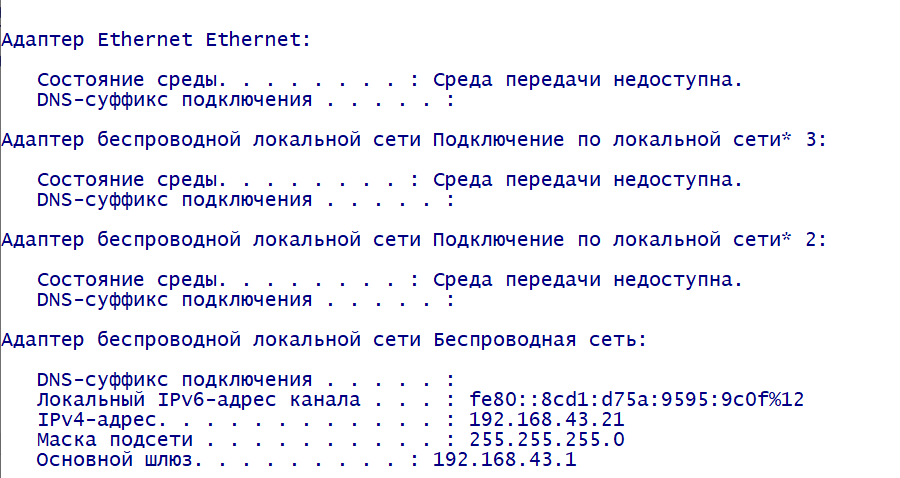 Адаптер Ethernet Ethernet:
Состояние среды. . . . . . . . : Среда передачи недоступна.
DNS-суффикс подключения . . . . . :
Адаптер беспроводной локальной сети Подключение по локальной сети* 3:
Состояние среды. . . . . . . . : Среда передачи недоступна.
DNS-суффикс подключения . . . . . :
Адаптер беспроводной локальной сети Подключение по локальной сети* 2:
Состояние среды. . . . . . . . : Среда передачи недоступна.
DNS-суффикс подключения . . . . . :
Адаптер беспроводной локальной сети Беспроводная сеть:
DNS-суффикс подключения . . . . . :
Локальный IPv6-адрес канала . . . : fe80::8cd1:d75a:9595:9c0f%12
IPv4-адрес. . . . . . . . . . . . : 192.168.43.21
Маска подсети . . . . . . . . . . : 255.255.255.0
Основной шлюз. . . . . . . . . : 192.168.43.1